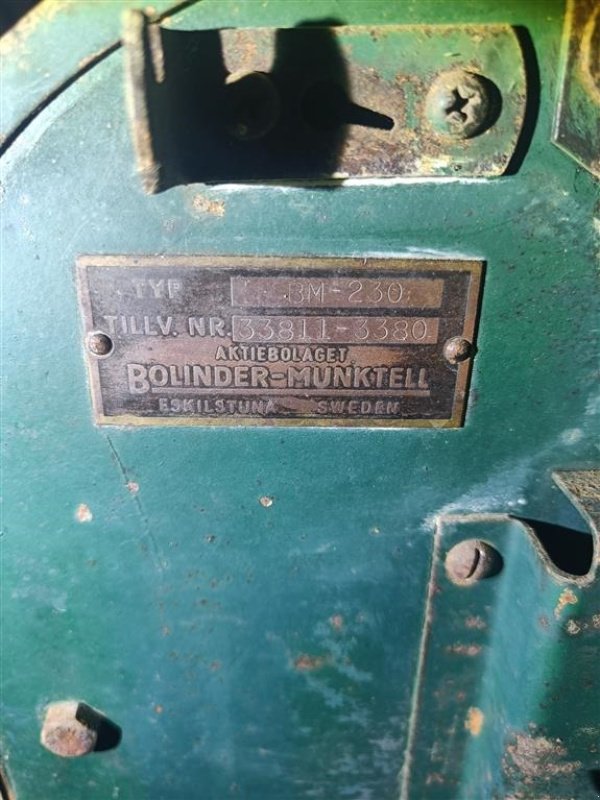 TYP BM-230
TILLV. NR. 33811-3380
AKTIEBOLAGET
BOLINDER-MUNKTELL
ESKILSTUNA SWEDEN